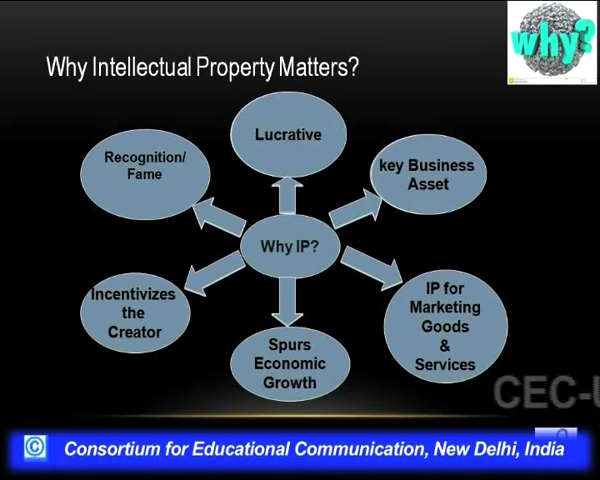 why?
Why Intellectual Property Matters?
Lucrative
Recognition/
Fame
key Business
Asset
Why IP?
Incentivizes
the
Creator
IP for
Marketing
Goods
&
Services
Spurs
Economic
Growth
CEC-U
© Consortium for Educational Communication, New Delhi, India